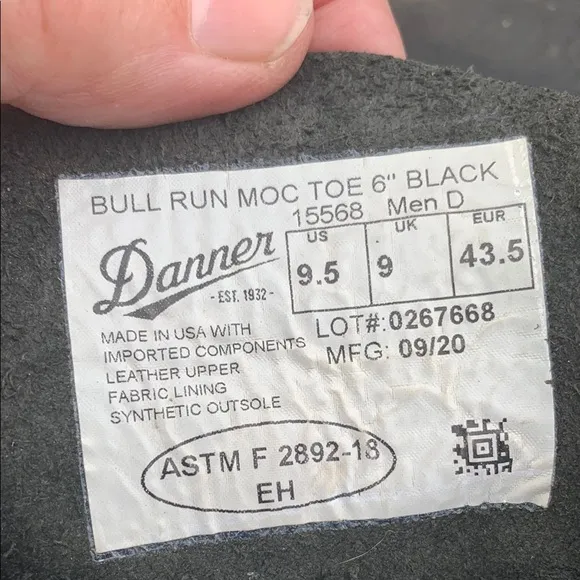 BULL RUN MOC TOE 6" BLACK
15568 Men D
Danner
- EST. 1932 -
US UK EUR
9.5 9 43.5
LOT#:0267668
MFG: 09/20
MADE IN USA WITH
IMPORTED COMPONENTS
LEATHER UPPER
FABRIC LINING
SYNTHETIC OUTSOLE
ASTM F 2892-18
EH